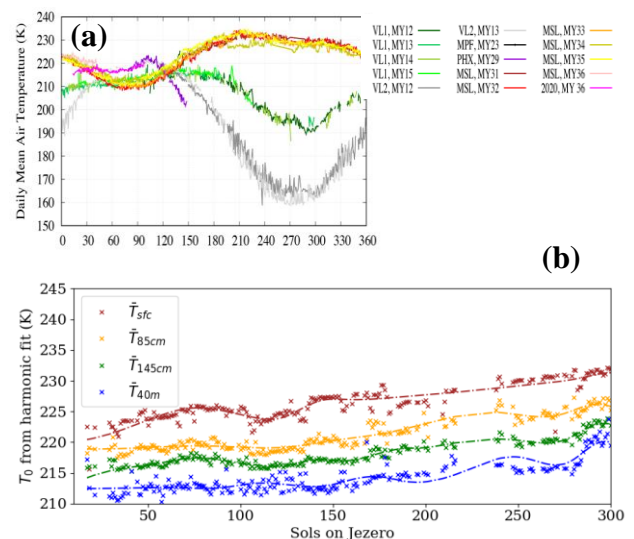 (a)
Daily Mean Air Temperature (K)
240
230
220
210
200
190
180
170
160
150
0 30 60 90 120 150 180 210 240 270 300 330 360
VL1, MY12 VL2, MY13 MSL, MY33
VL1, MY13 MPF, MY23 MSL, MY34
VL1, MY14 PHX, MY29 MSL, MY35
VL1, MY15 MSL, MY31 MSL, MY36
VL2, MY12 MSL, MY32 2020, MY 36
(b)
T0 from harmonic fit (K)
245
240
235
230
225
220
215
210
T̄sfc
T̄85cm
T̄145cm
T̄40m
50 100 150 200 250 300
Sols on Jezero